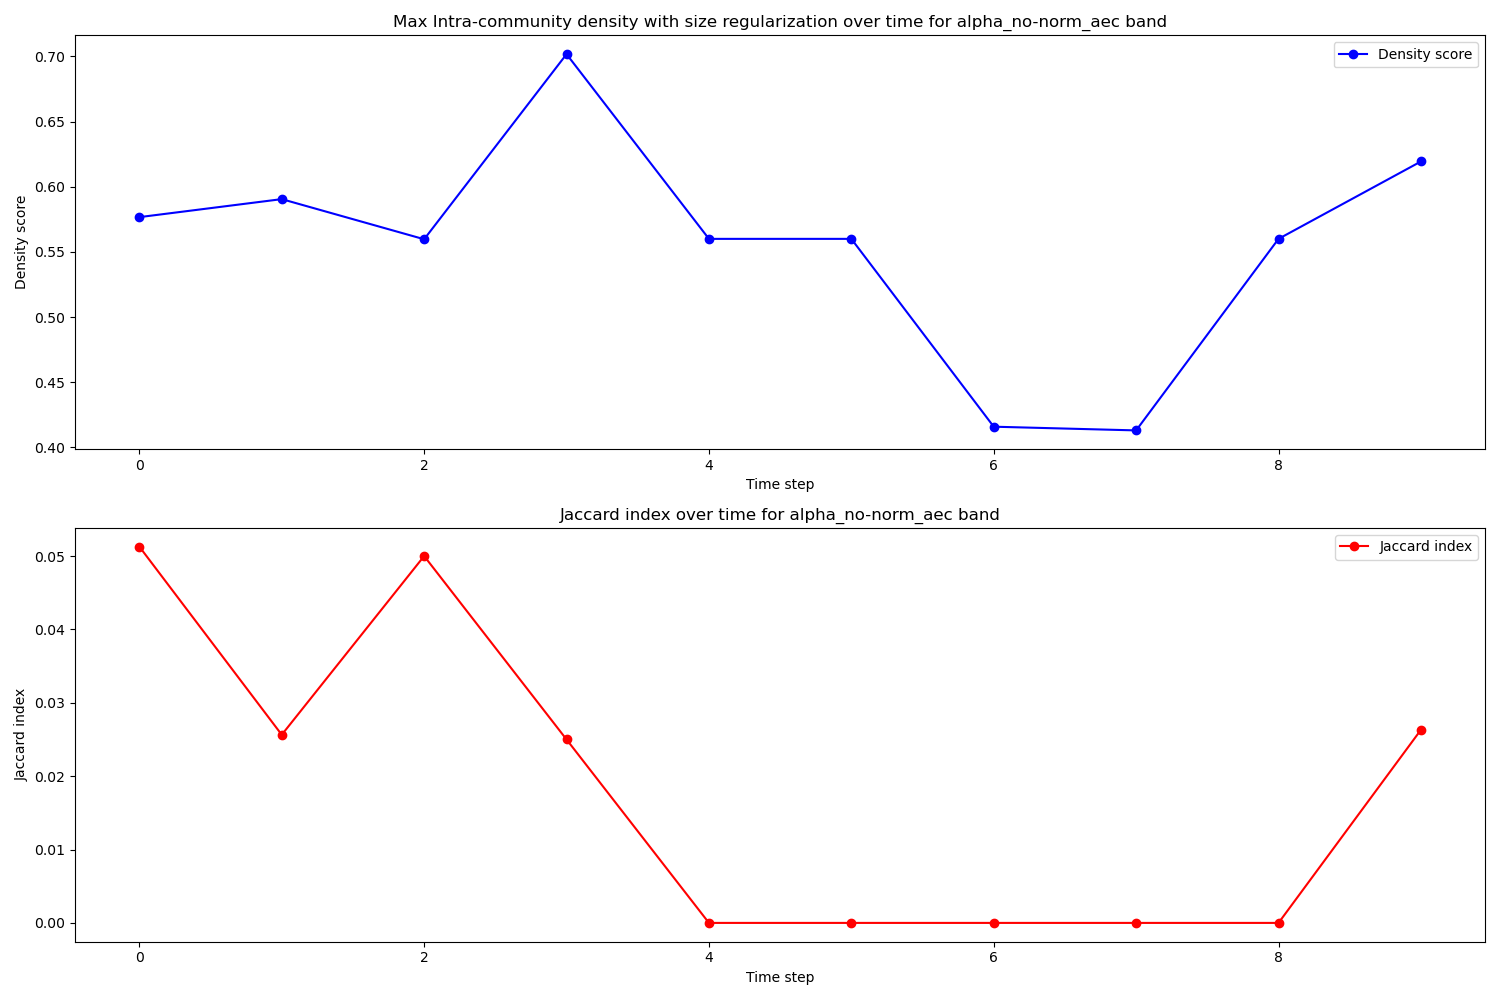 Max Intra-community density with size regularization over time for alpha_no-norm_aec band
Density score
0.70
0.65
0.60
0.55
0.50
0.45
0.40
Density score
0 2 4 6 8
Time step
Jaccard index over time for alpha_no-norm_aec band
Jaccard index
0.05
0.04
0.03
0.02
0.01
0.00
Jaccard index
0 2 4 6 8
Time step